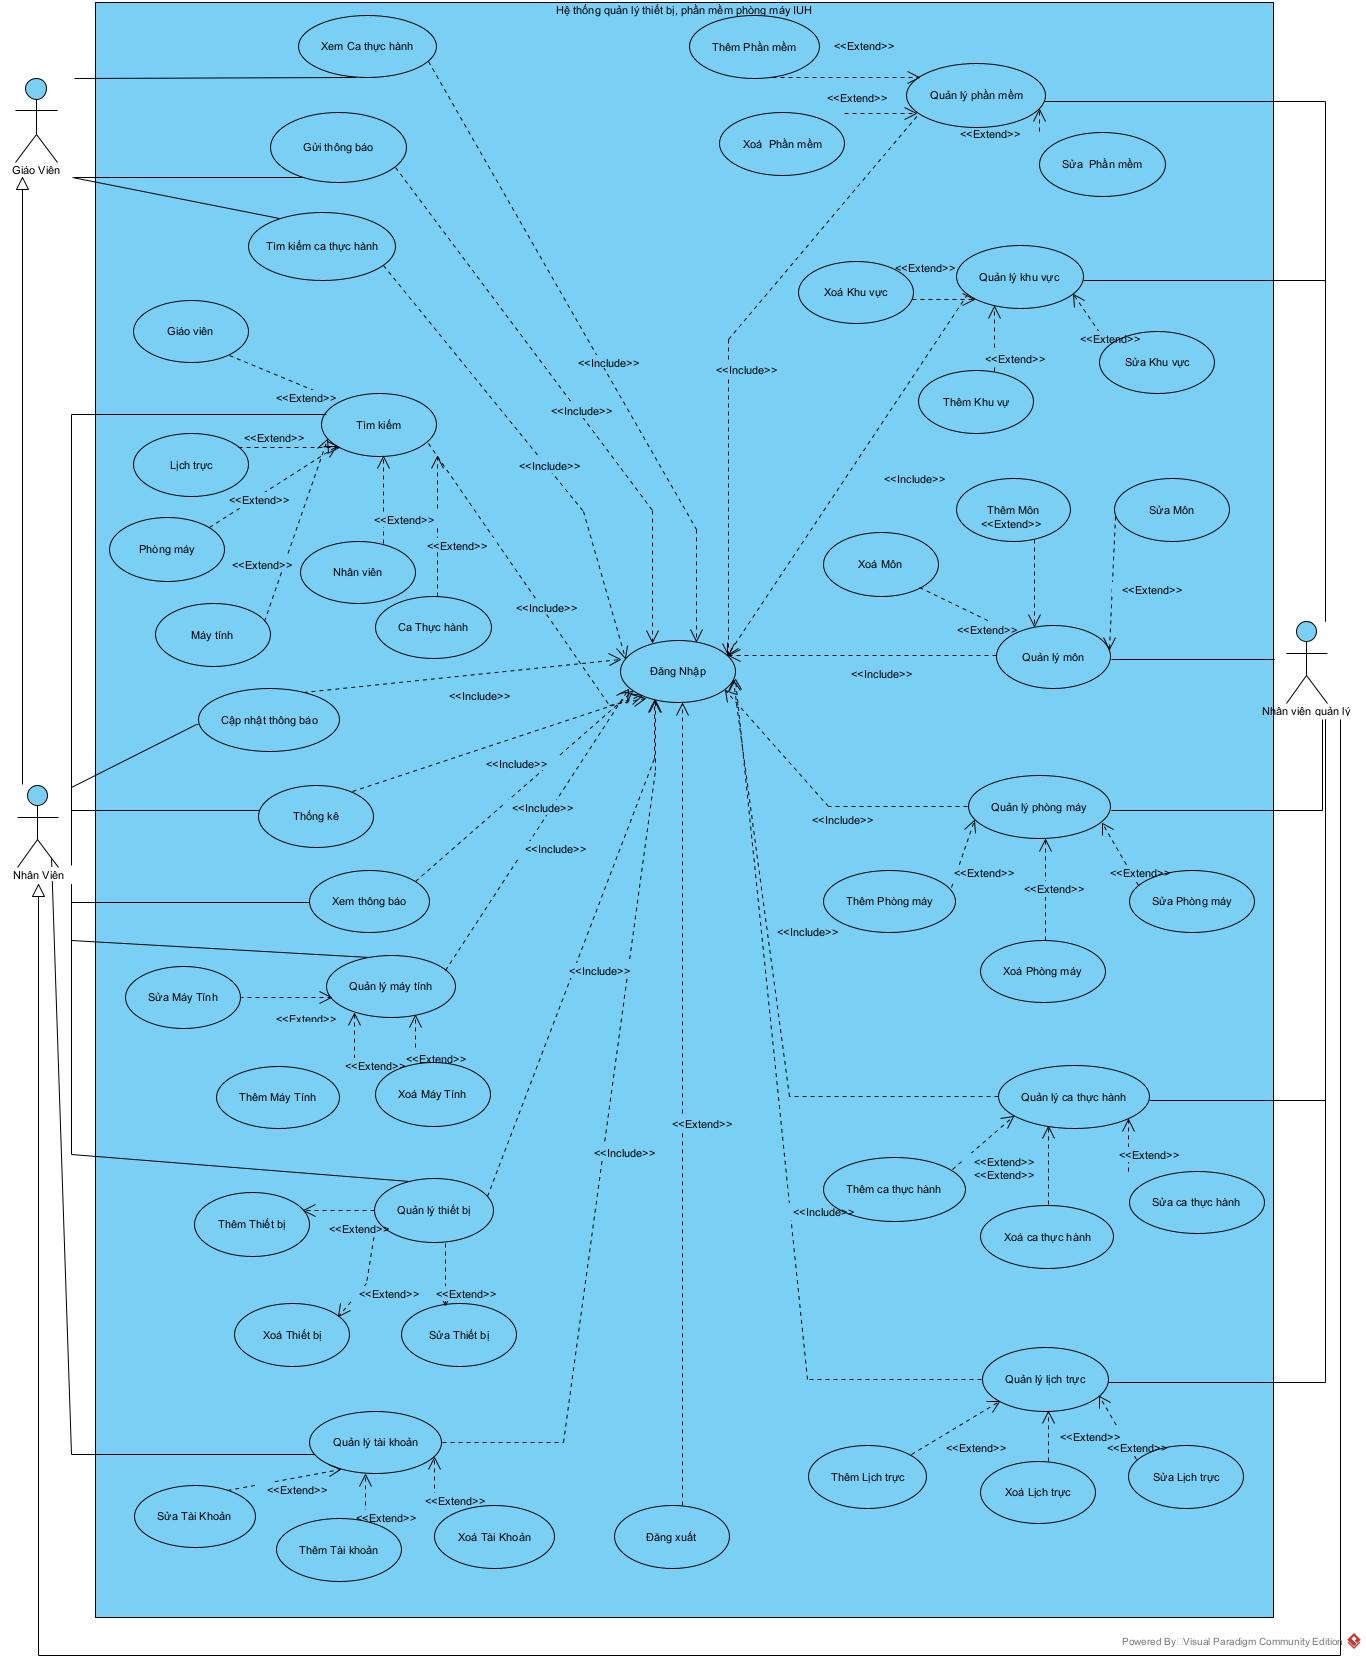 Hệ thống quản lý thiết bị, phần mềm phòng máy IUH
Xem Ca thực hành
Thêm Phần mềm
<<Extend>>
Quản lý phần mềm
<<Extend>>
<<Extend>>
Xoá  Phần mềm
Sửa  Phần mềm
Giáo Viên
Gửi thông báo
Tìm kiếm ca thực hành
<<Extend>>
Quản lý khu vực
Xoá Khu vực
<<Extend>>
<<Extend>>
Sửa Khu vực
Thêm Khu vự
Giáo viên
<<Extend>>
Tìm kiếm
<<Include>>
<<Include>>
<<Include>>
<<Include>>
<<Extend>>
Lịch trực
<<Extend>>
Phòng máy
<<Extend>>
<<Extend>>
<<Extend>>
Nhân viên
Máy tính
Ca Thực hành
<<Include>>
<<Include>>
Thêm Môn
<<Extend>>
Sửa Môn
Xoá Môn
<<Extend>>
<<Extend>>
Quản lý môn
<<Include>>
Đăng Nhập
Nhân viên quản lý
<<Include>>
Cập nhật thông báo
<<Include>>
Thống kê
<<Include>>
<<Include>>
Nhân Viên
Xem thông báo
Quản lý phòng máy
<<Include>>
<<Extend>>
<<Extend>>
<<Extend>>
Thêm Phòng máy
Sửa Phòng máy
Xoá Phòng máy
<<Include>>
<<Include>>
Quản lý máy tính
Sửa Máy Tính
<<Extend>>
<<Extend>>
<<Extend>>
Thêm Máy Tính
Xoá Máy Tính
<<Extend>>
<<Include>>
Quản lý ca thực hành
<<Extend>>
<<Extend>>
<<Extend>>
Thêm ca thực hành
Sửa ca thực hành
Xoá ca thực hành
<<Include>>
Quản lý thiết bị
Thêm Thiết bị
<<Extend>>
<<Extend>>
<<Extend>>
Xoá Thiết bị
Sửa Thiết bị
Quản lý lịch trực
<<Extend>>
<<Extend>>
<<Extend>>
Thêm Lịch trực
Xoá Lịch trực
Sửa Lịch trực
Quản lý tài khoản
<<Extend>>
<<Extend>>
<<Extend>>
Sửa Tài Khoản
Thêm Tài khoản
Xoá Tài Khoản
Đăng xuất
Powered By Visual Paradigm Community Edition